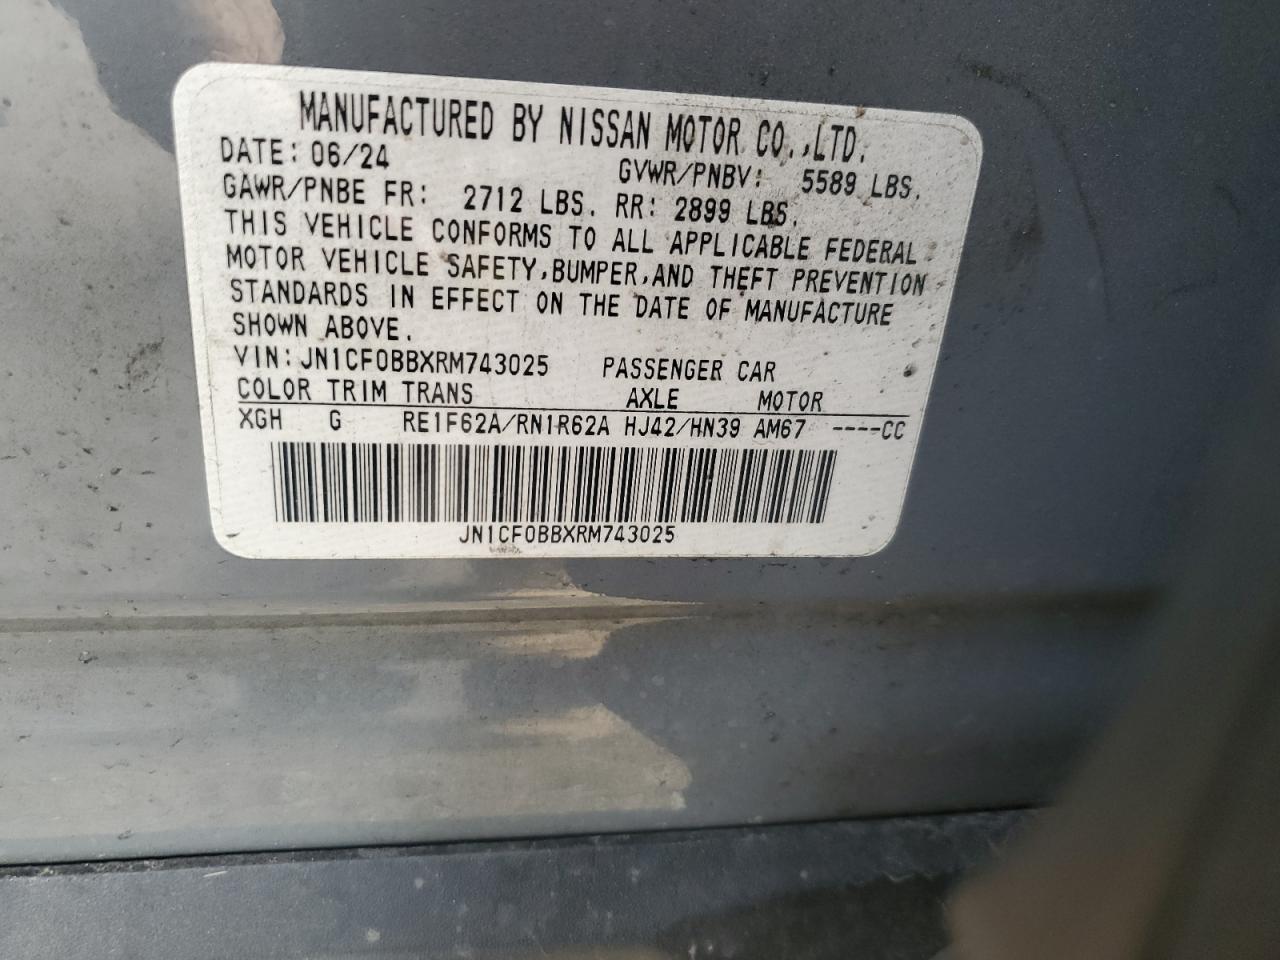 MANUFACTURED BY NISSAN MOTOR CO.,LTD.
DATE: 06/24 GVWR/PNBV: 5589 LBS.
GAWR/PNBE FR: 2712 LBS. RR: 2899 LBS.
THIS VEHICLE CONFORMS TO ALL APPLICABLE FEDERAL
MOTOR VEHICLE SAFETY,BUMPER,AND THEFT PREVENTION
STANDARDS IN EFFECT ON THE DATE OF MANUFACTURE
SHOWN ABOVE.
VIN: JN1CF0BBXRM743025 PASSENGER CAR
COLOR TRIM TRANS AXLE MOTOR
XGH G RE1F62A/RN1R62A HJ42/HN39 AM67 ----CC
JN1CF0BBXRM743025